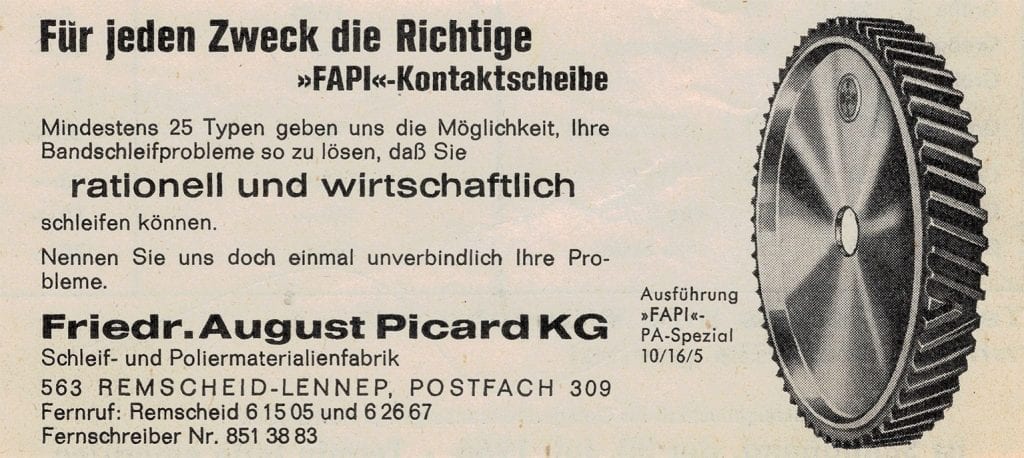 Für jeden Zweck die Richtige
»FAPI«-Kontaktscheibe
Mindestens 25 Typen geben uns die Möglichkeit, Ihre
Bandschleifprobleme so zu lösen, daß Sie
rationell und wirtschaftlich
schleifen können.
Nennen Sie uns doch einmal unverbindlich Ihre Pro-
bleme.
Friedr. August Picard KG
Schleif- und Poliermaterialienfabrik
563 REMSCHEID-LENNEP, POSTFACH 309
Fernruf: Remscheid 6 15 05 und 6 26 67
Fernschreiber Nr. 851 38 83
Ausführung
»FAPI«-
PA-Spezial
10/16/5